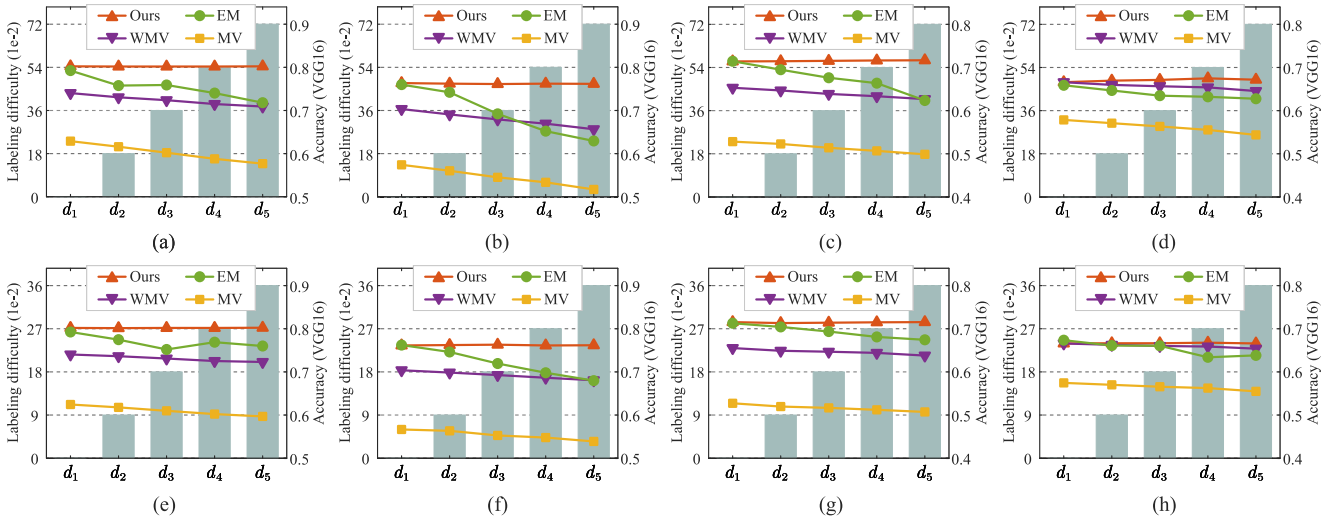 Labeling difficulty (1e-2)
72
54
36
18
0
Ours
EM
WMV
MV
0.9
0.8
0.7
0.6
0.5
Accuracy (VGG16)
d1 d2 d3 d4 d5
(a)
Labeling difficulty (1e-2)
72
54
36
18
0
Ours
EM
WMV
MV
0.9
0.8
0.7
0.6
0.5
Accuracy (VGG16)
d1 d2 d3 d4 d5
(b)
Labeling difficulty (1e-2)
72
54
36
18
0
Ours
EM
WMV
MV
0.8
0.7
0.6
0.5
0.4
Accuracy (VGG16)
d1 d2 d3 d4 d5
(c)
Labeling difficulty (1e-2)
72
54
36
18
0
Ours
EM
WMV
MV
0.8
0.7
0.6
0.5
0.4
Accuracy (VGG16)
d1 d2 d3 d4 d5
(d)
Labeling difficulty (1e-2)
36
27
18
9
0
Ours
EM
WMV
MV
0.9
0.8
0.7
0.6
0.5
Accuracy (VGG16)
d1 d2 d3 d4 d5
(e)
Labeling difficulty (1e-2)
36
27
18
9
0
Ours
EM
WMV
MV
0.9
0.8
0.7
0.6
0.5
Accuracy (VGG16)
d1 d2 d3 d4 d5
(f)
Labeling difficulty (1e-2)
36
27
18
9
0
Ours
EM
WMV
MV
0.8
0.7
0.6
0.5
0.4
Accuracy (VGG16)
d1 d2 d3 d4 d5
(g)
Labeling difficulty (1e-2)
36
27
18
9
0
Ours
EM
WMV
MV
0.8
0.7
0.6
0.5
0.4
Accuracy (VGG16)
d1 d2 d3 d4 d5
(h)